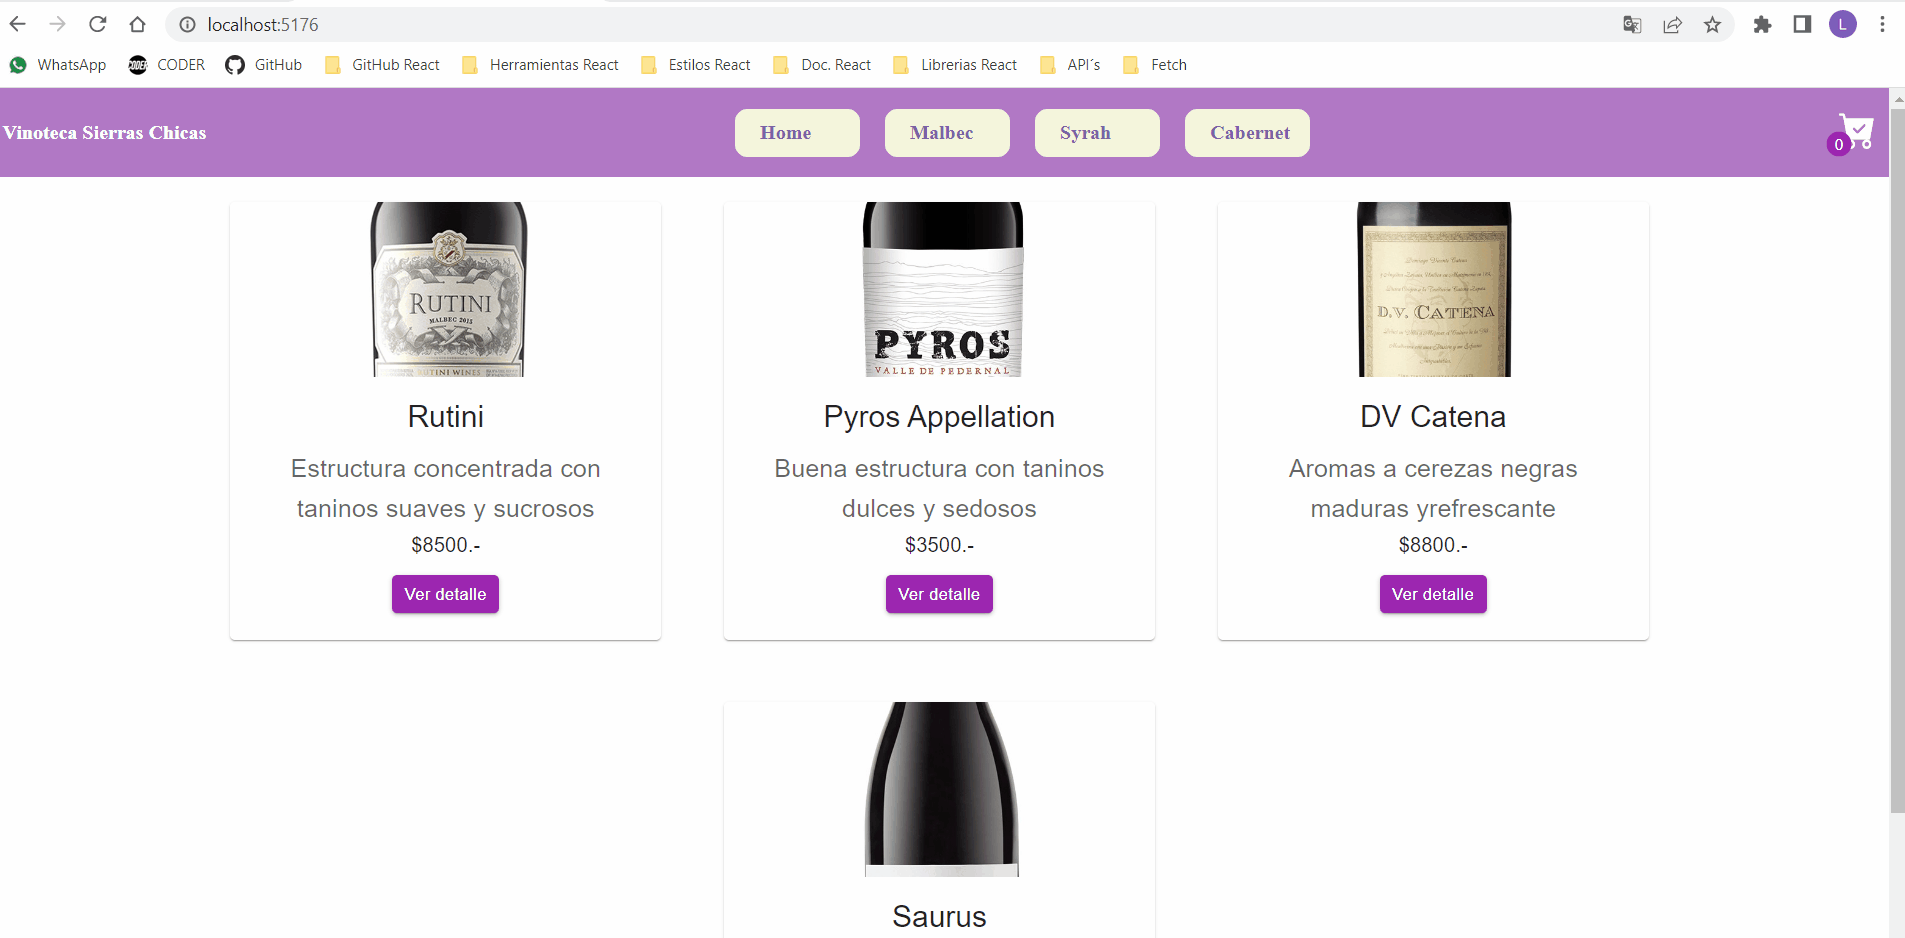 localhost:5176
L
WhatsApp CODER GitHub GitHub React Herramientas React Estilos React Doc. React Librerias React API´s Fetch
Vinoteca Sierras Chicas Home Malbec Syrah Cabernet 0
RUTINI
MALBEC 2015
RUTINI WINES
PYROS
VALLE DE PEDERNAL
D.V. CATENA
Rutini
Estructura concentrada con
taninos suaves y sucrosos
$8500.-
Ver detalle
Pyros Appellation
Buena estructura con taninos
dulces y sedosos
$3500.-
Ver detalle
DV Catena
Aromas a cerezas negras
maduras yrefrescante
$8800.-
Ver detalle
Saurus